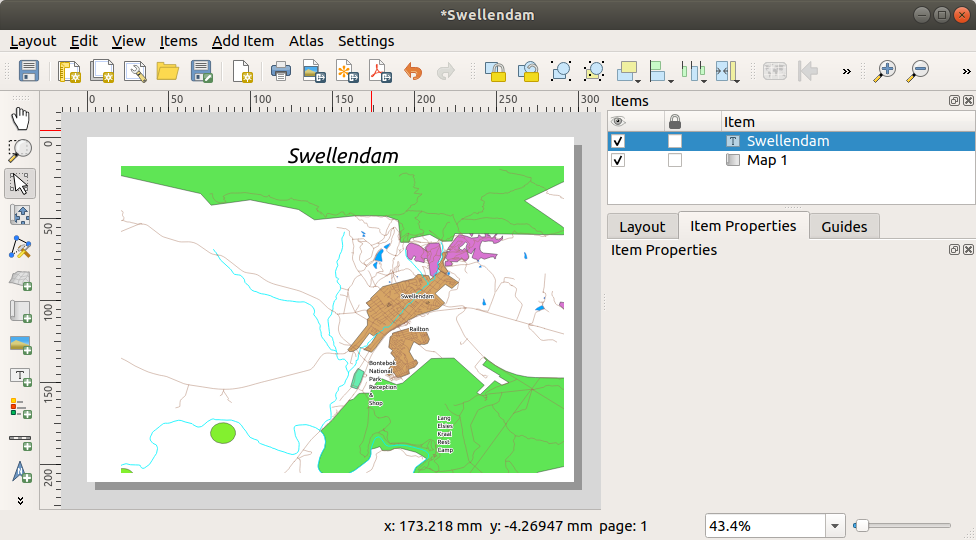 *Swellendam
Layout Edit View Items Add Item Atlas Settings
»
»
0 50 100 150 200 250 300
0
50
100
150
200
Swellendam
Swellendam
Railton
Bontebok
National
Park
Reception
&
Shop
Lang
Elsies
Kraal
Rest
Camp
Items
Item
Swellendam
Map 1
Layout Item Properties Guides
Item Properties
x: 173.218 mm y: -4.26947 mm page: 1 43.4%